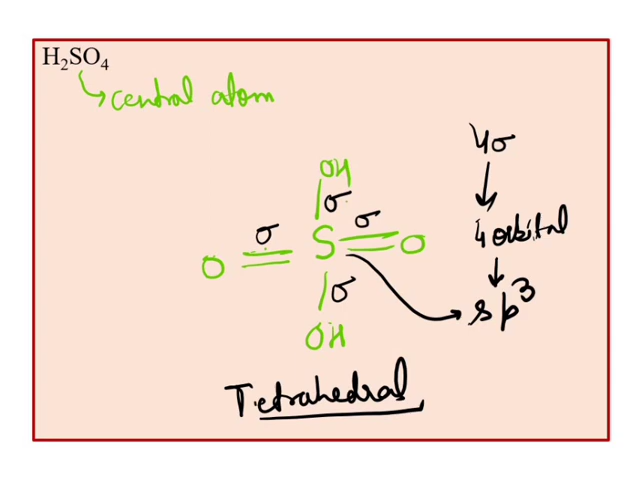 H₂SO₄
central atom
4σ
OH
σ
σ
σ
4 orbital
O = S = O
σ
sp³
OH
Tetrahedral